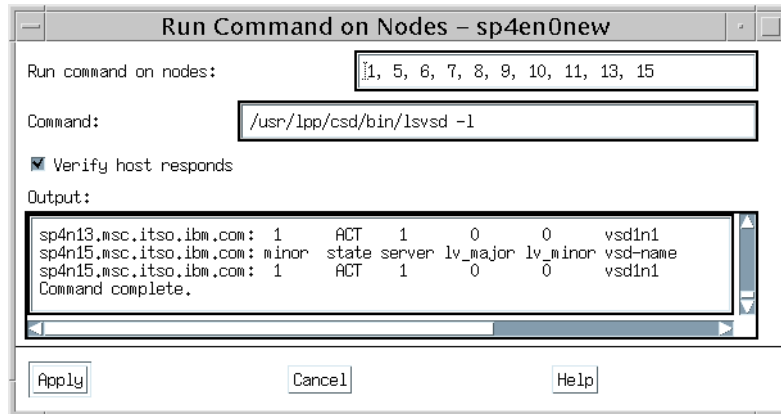 Run Command on Nodes – sp4en0new
Run command on nodes: 1, 5, 6, 7, 8, 9, 10, 11, 13, 15
Command: /usr/lpp/csd/bin/lsvsd -l
Verify host responds
Output:
sp4n13.msc.itso.ibm.com: 1 ACT 1 0 0 vsd1n1
sp4n15.msc.itso.ibm.com: minor state server lv_major lv_minor vsd-name
sp4n15.msc.itso.ibm.com: 1 ACT 1 0 0 vsd1n1
Command complete.
Apply Cancel Help